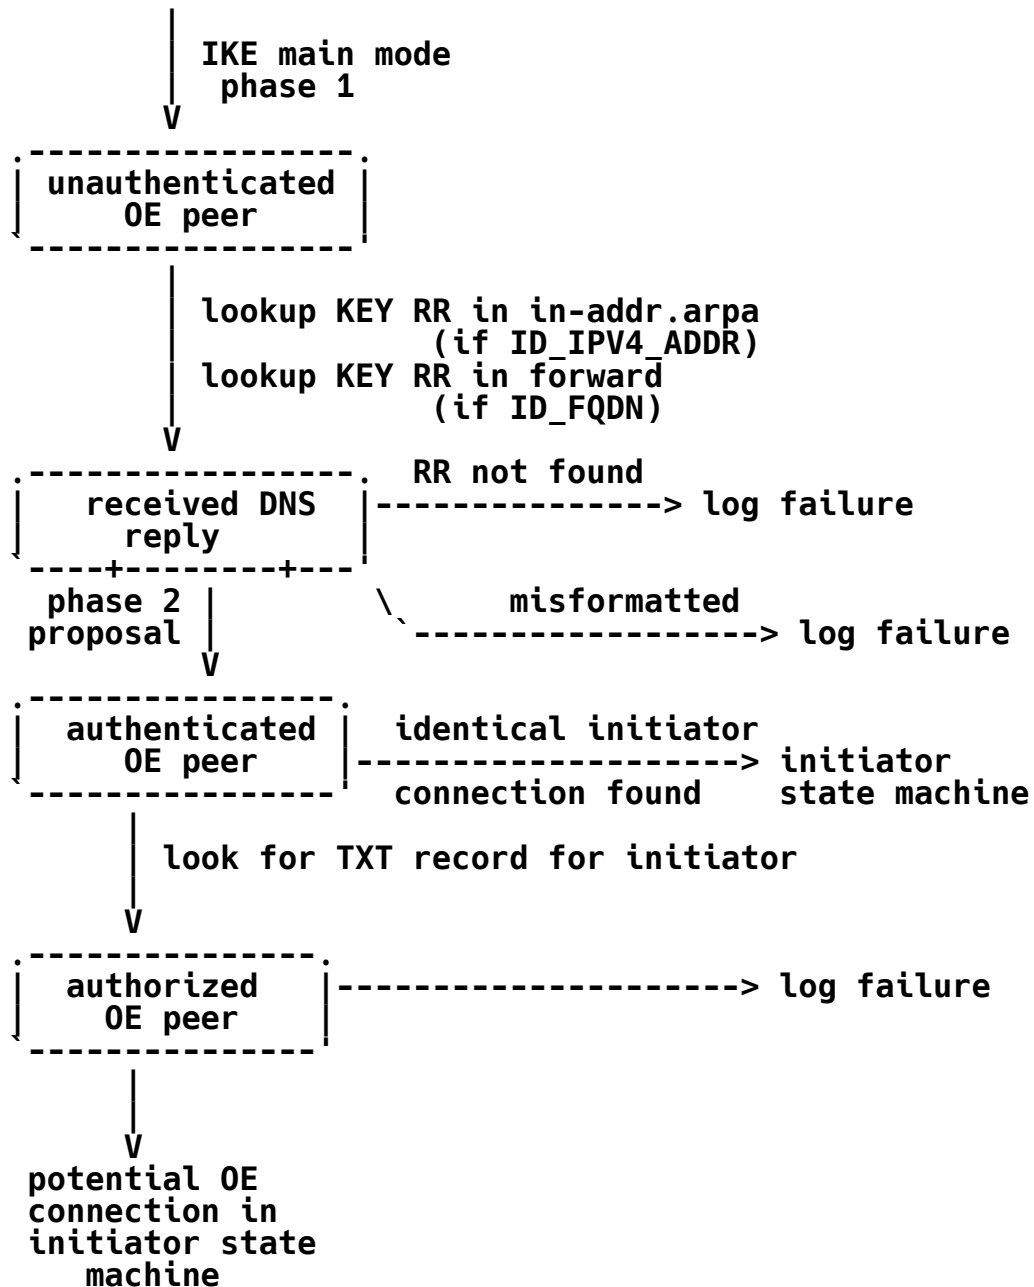 IKE main mode
phase 1
unauthenticated
OE peer
lookup KEY RR in in-addr.arpa
(if ID_IPV4_ADDR)
lookup KEY RR in forward
(if ID_FQDN)
RR not found
received DNS ---------------> log failure
reply
phase 2 misformatted
proposal ------------------> log failure
authenticated identical initiator
OE peer --------------------> initiator
connection found state machine
look for TXT record for initiator
authorized ---------------------> log failure
OE peer
potential OE
connection in
initiator state
machine